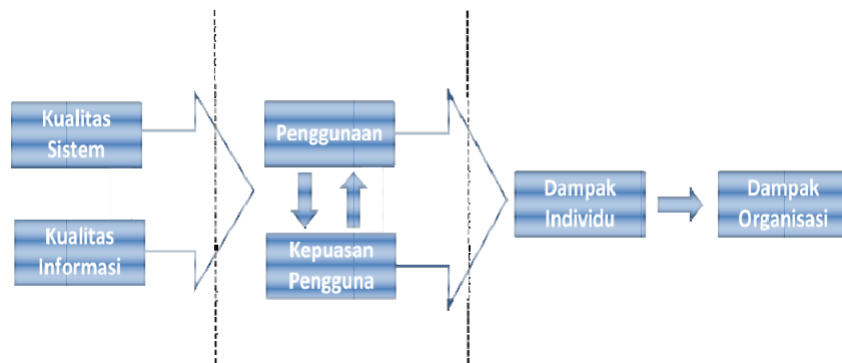 Kualitas
Sistem
Kualitas
Informasi
Penggunaan
Kepuasan
Pengguna
Dampak
Individu
Dampak
Organisasi